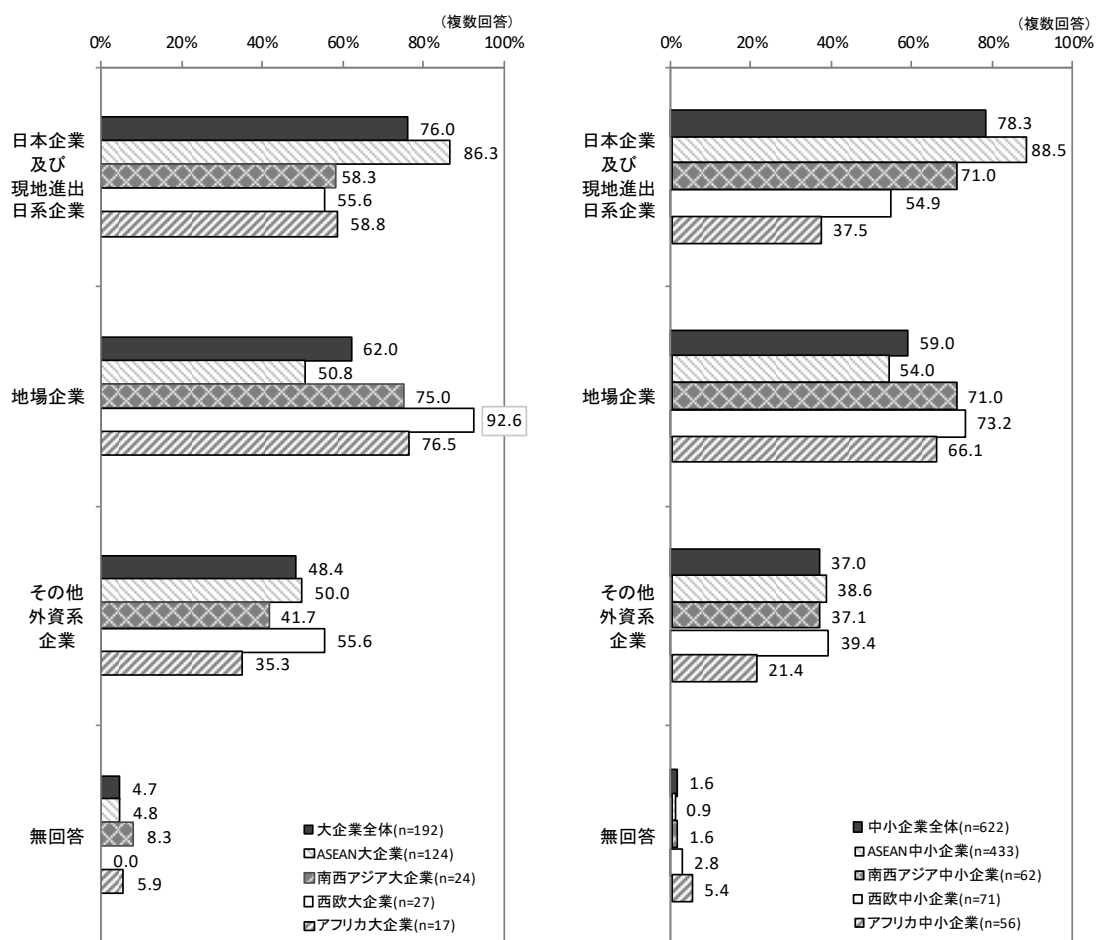 （複数回答）
0% 20% 40% 60% 80% 100%
日本企業
及び
現地進出
日系企業
76.0
86.3
58.3
55.6
58.8
地場企業
62.0
50.8
75.0
92.6
76.5
その他
外資系
企業
48.4
50.0
41.7
55.6
35.3
無回答
4.7
4.8
8.3
0.0
5.9
大企業全体(n=192)
ASEAN大企業(n=124)
南西アジア大企業(n=24)
西欧大企業(n=27)
アフリカ大企業(n=17)
（複数回答）
0% 20% 40% 60% 80% 100%
日本企業
及び
現地進出
日系企業
78.3
88.5
71.0
54.9
37.5
地場企業
59.0
54.0
71.0
73.2
66.1
その他
外資系
企業
37.0
38.6
37.1
39.4
21.4
無回答
1.6
0.9
1.6
2.8
5.4
中小企業全体(n=622)
ASEAN中小企業(n=433)
南西アジア中小企業(n=62)
西欧中小企業(n=71)
アフリカ中小企業(n=56)